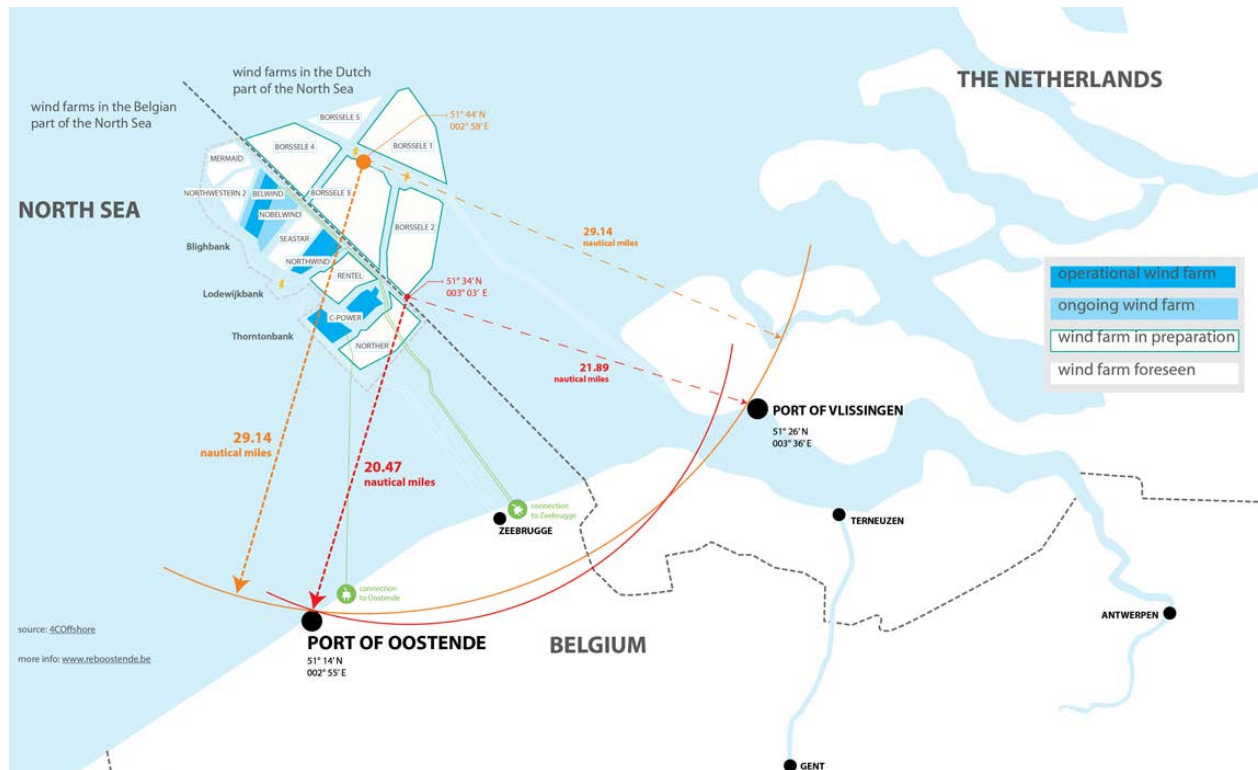 wind farms in the Dutch
part of the North Sea
THE NETHERLANDS
wind farms in the Belgian
part of the North Sea
BORSSELE 5
51° 44' N
002° 58' E
BORSSELE 4
BORSSELE 1
MERMAID
NORTHWESTERN 2
BELWIND
BORSSELE 3
NORTH SEA
NOBELWIND
BORSSELE 2
29.14
nautical miles
Blighbank
SEASTAR
NORTHWIND
RENTEL
51° 34' N
003° 03' E
operational wind farm
Lodewijkbank
ongoing wind farm
C-POWER
Thorntonbank
NORTHER
wind farm in preparation
wind farm foreseen
21.89
nautical miles
PORT OF VLISSINGEN
51° 26' N
003° 36' E
29.14
nautical miles
20.47
nautical miles
connection
to Zeebrugge
ZEEBRUGGE
TERNEUZEN
connection
to Oostende
ANTWERPEN
source: 4COffshore
PORT OF OOSTENDE
BELGIUM
more info: www.reboostende.be
51° 14' N
002° 55' E
GENT